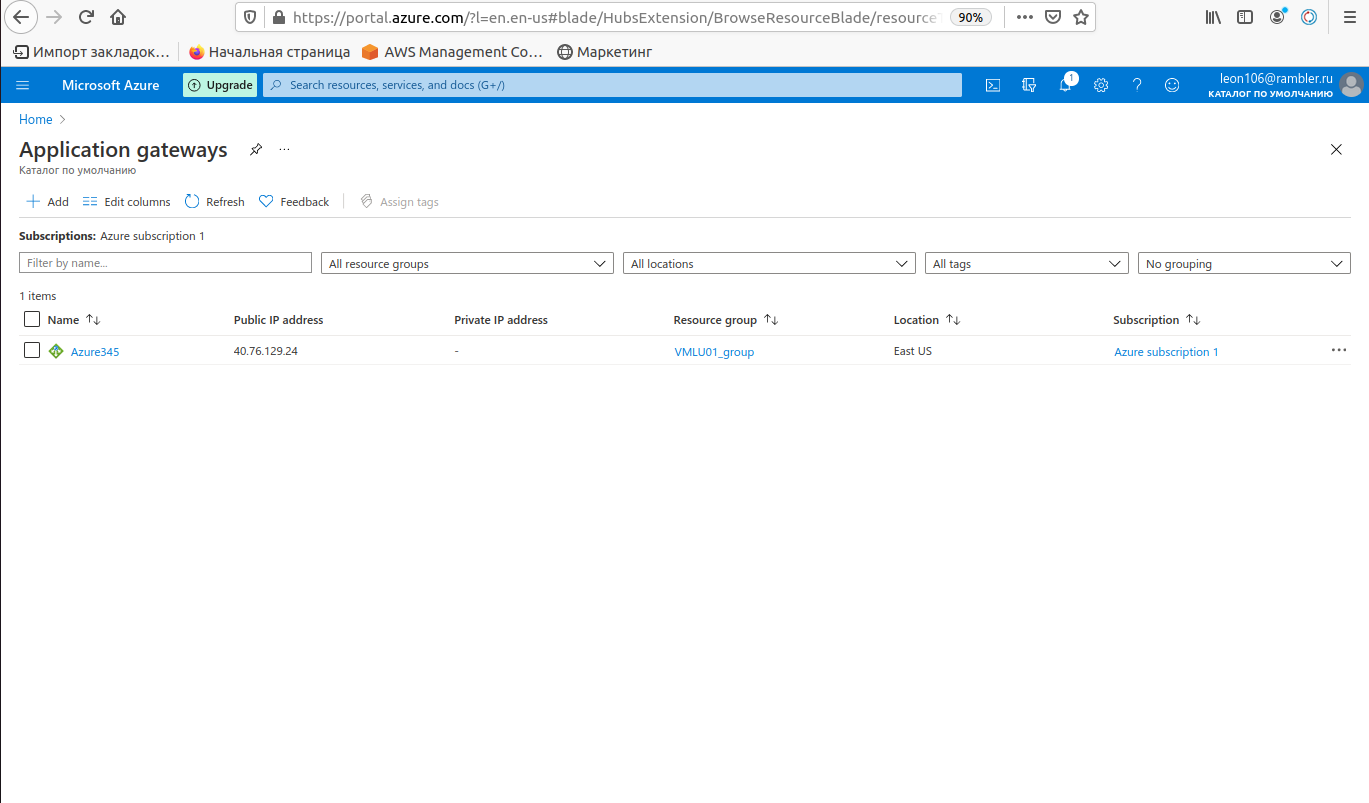 https://portal.azure.com/?l=en.en-us#blade/HubsExtension/BrowseResourceBlade/resource 90%
Импорт закладок… Начальная страница AWS Management Co… Маркетинг
Microsoft Azure Upgrade Search resources, services, and docs (G+/) 1 leon106@rambler.ru
КАТАЛОГ ПО УМОЛЧАНИЮ
Home
Application gateways
Каталог по умолчанию
Add Edit columns Refresh Feedback Assign tags
Subscriptions: Azure subscription 1
Filter by name... All resource groups All locations All tags No grouping
1 items
Name Public IP address Private IP address Resource group Location Subscription
Azure345 40.76.129.24 - VMLU01_group East US Azure subscription 1